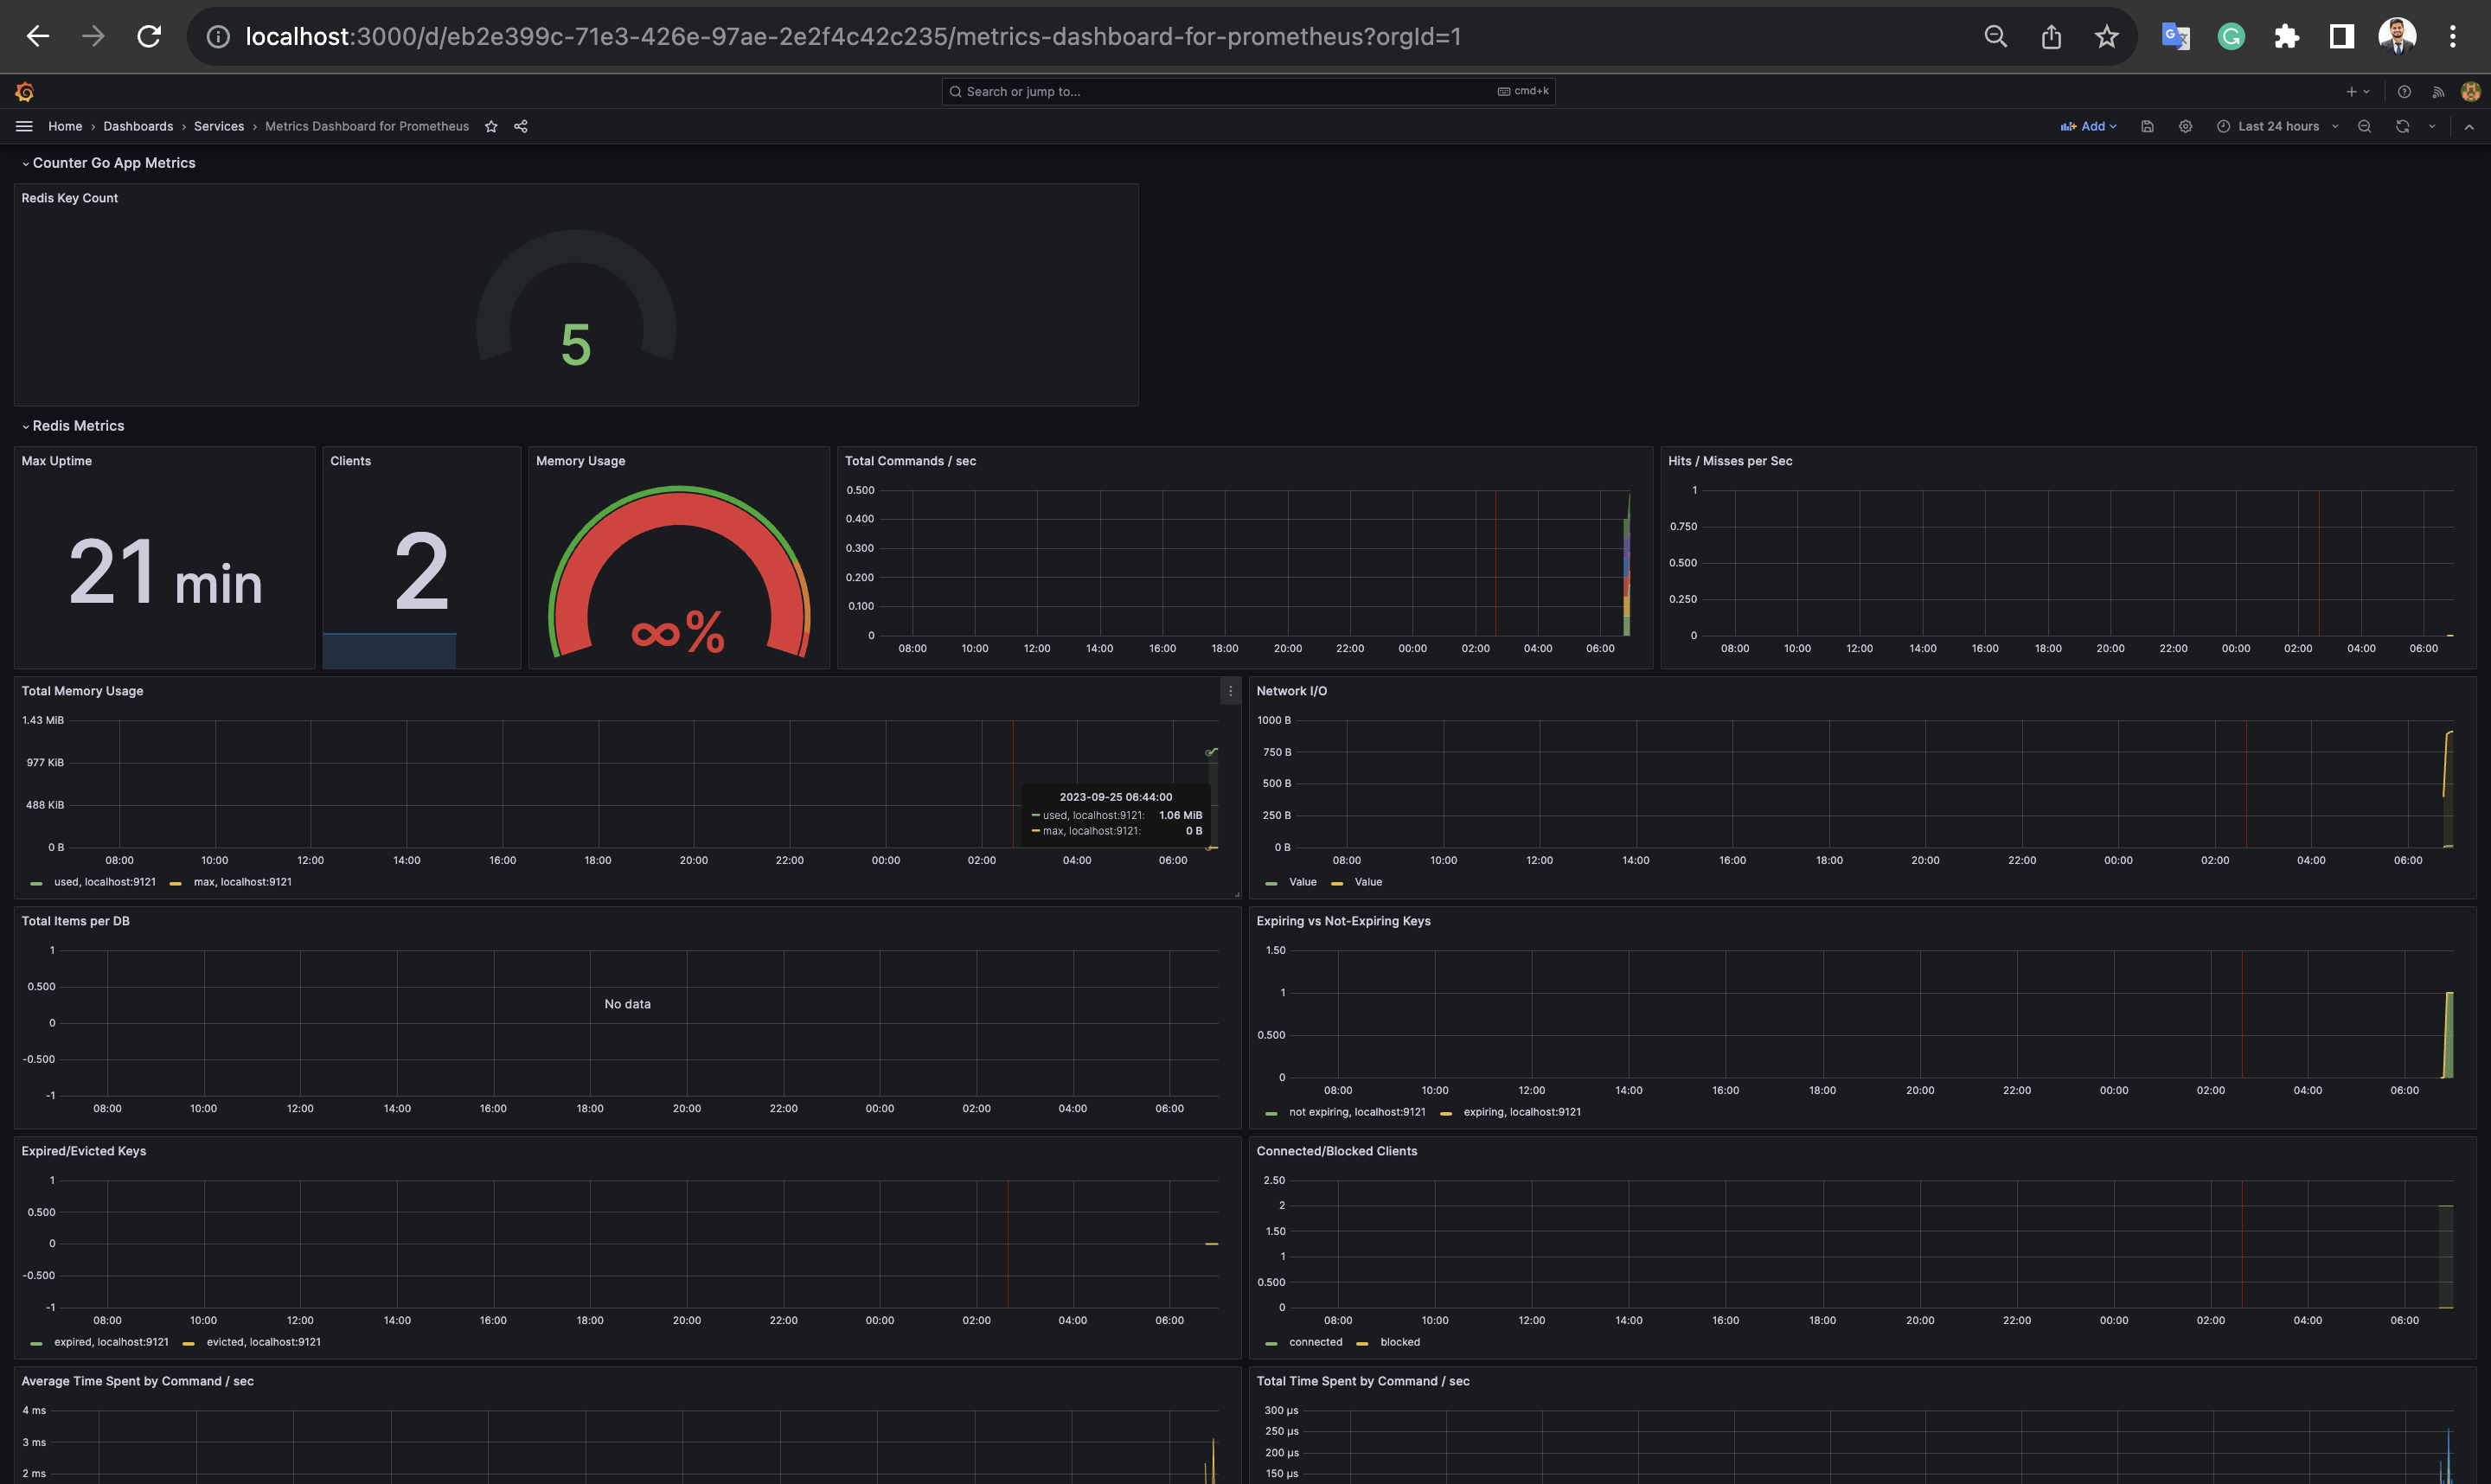 localhost:3000/d/eb2e399c-71e3-426e-97ae-2e2f4c42c235/metrics-dashboard-for-prometheus?orgId=1
Search or jump to... cmd+k
Home › Dashboards › Services › Metrics Dashboard for Prometheus Add Last 24 hours
Counter Go App Metrics
Redis Key Count
5
Redis Metrics
Max Uptime
21 min
Clients
2
Memory Usage
∞%
Total Commands / sec
0.500
0.400
0.300
0.200
0.100
0
08:00 10:00 12:00 14:00 16:00 18:00 20:00 22:00 00:00 02:00 04:00 06:00
Hits / Misses per Sec
1
0.750
0.500
0.250
0
08:00 10:00 12:00 14:00 16:00 18:00 20:00 22:00 00:00 02:00 04:00 06:00
Total Memory Usage
1.43 MiB
977 KiB
488 KiB
0 B
2023-09-25 06:44:00
used, localhost:9121: 1.06 MiB
max, localhost:9121: 0 B
08:00 10:00 12:00 14:00 16:00 18:00 20:00 22:00 00:00 02:00 04:00 06:00
used, localhost:9121 max, localhost:9121
Network I/O
1000 B
750 B
500 B
250 B
0 B
08:00 10:00 12:00 14:00 16:00 18:00 20:00 22:00 00:00 02:00 04:00 06:00
Value Value
Total Items per DB
1
0.500
0
-0.500
-1
No data
08:00 10:00 12:00 14:00 16:00 18:00 20:00 22:00 00:00 02:00 04:00 06:00
Expiring vs Not-Expiring Keys
1.50
1
0.500
0
08:00 10:00 12:00 14:00 16:00 18:00 20:00 22:00 00:00 02:00 04:00 06:00
not expiring, localhost:9121 expiring, localhost:9121
Expired/Evicted Keys
1
0.500
0
-0.500
-1
08:00 10:00 12:00 14:00 16:00 18:00 20:00 22:00 00:00 02:00 04:00 06:00
expired, localhost:9121 evicted, localhost:9121
Connected/Blocked Clients
2.50
2
1.50
1
0.500
0
08:00 10:00 12:00 14:00 16:00 18:00 20:00 22:00 00:00 02:00 04:00 06:00
connected blocked
Average Time Spent by Command / sec
4 ms
3 ms
2 ms
Total Time Spent by Command / sec
300 µs
250 µs
200 µs
150 µs